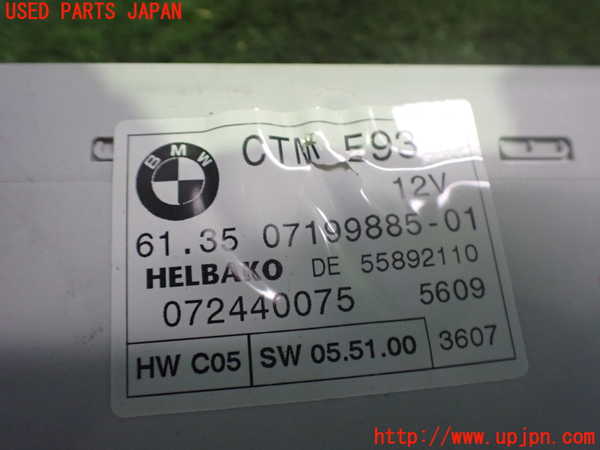 USED PARTS JAPAN
BMW
CTM E93
12V
61.35 07199885-01
HELBAKO DE 55892110
072440075 5609
HW C05 SW 05.51.00 3607
https://www.upjpn.com/